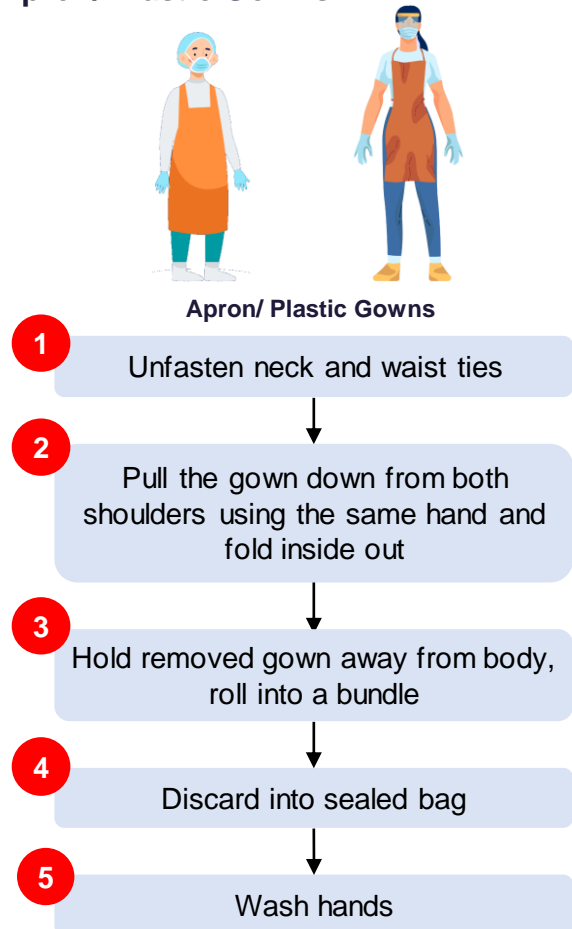 Apron/ Plastic Gowns
1
Unfasten neck and waist ties
2
Pull the gown down from both
shoulders using the same hand and
fold inside out
3
Hold removed gown away from body,
roll into a bundle
4
Discard into sealed bag
5
Wash hands